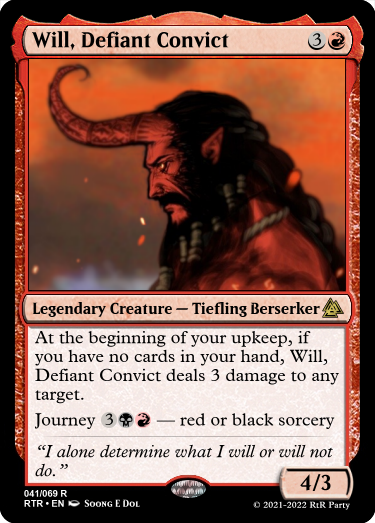 Will, Defiant Convict 3
Legendary Creature — Tiefling Berserker
At the beginning of your upkeep, if
you have no cards in your hand, Will,
Defiant Convict deals 3 damage to any
target.
Journey 3 — red or black sorcery
“I alone determine what I will or will not
do.”
4/3
041/069 R
RTR • EN Soong E Dol
© 2021-2022 RtR Party